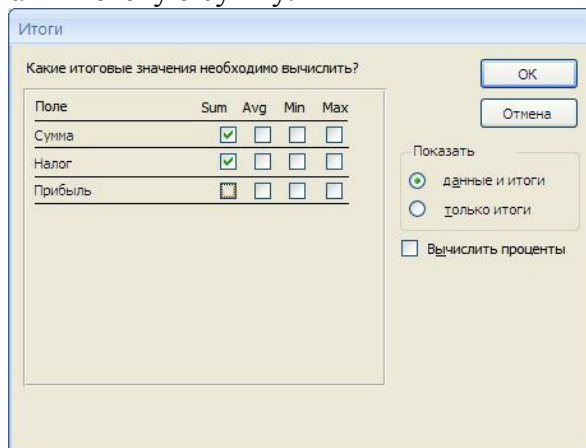 Итоги
Какие итоговые значения необходимо вычислить?
OK
Отмена
Поле Sum Avg Min Max
Сумма
Налог
Прибыль
Показать
данные и итоги
только итоги
Вычислить проценты